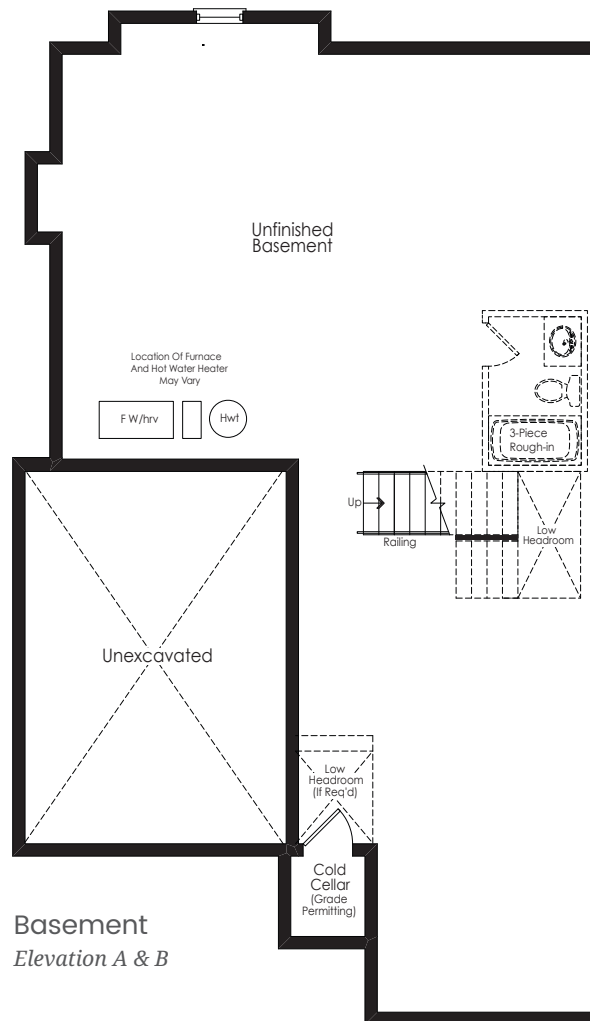 Unfinished
Basement
Location Of Furnace
And Hot Water Heater
May Vary
F W/hrv
Hwt
3-Piece
Rough-in
Up
Railing
Low
Headroom
Unexcavated
Low
Headroom
(If Req'd)
Cold
Cellar
(Grade
Permitting)
Basement
Elevation A & B